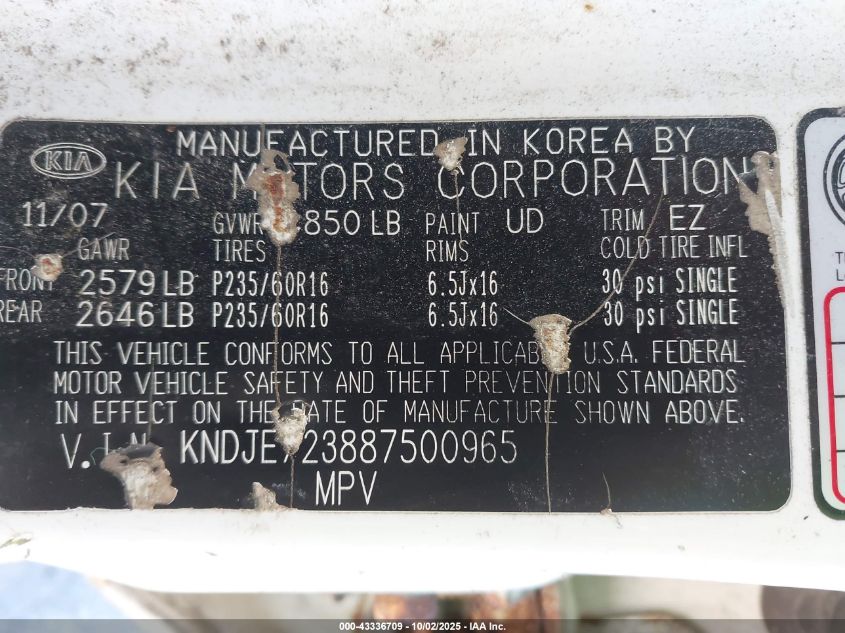 MANUFACTURED IN KOREA BY
KIA KIA MOTORS CORPORATION
11/07 GVWR 850 LB PAINT UD TRIM EZ
GAWR TIRES RIMS COLD TIRE INFL
FRONT 2579 LB P235/60R16 6.5Jx16 30 psi SINGLE
REAR 2646 LB P235/60R16 6.5Jx16 30 psi SINGLE
THIS VEHICLE CONFORMS TO ALL APPLICABLE U.S.A. FEDERAL
MOTOR VEHICLE SAFETY AND THEFT PREVENTION STANDARDS
IN EFFECT ON THE DATE OF MANUFACTURE SHOWN ABOVE.
V.I.N. KNDJE 23887500965
MPV
000-43336709 - 10/02/2025 - IAA Inc.